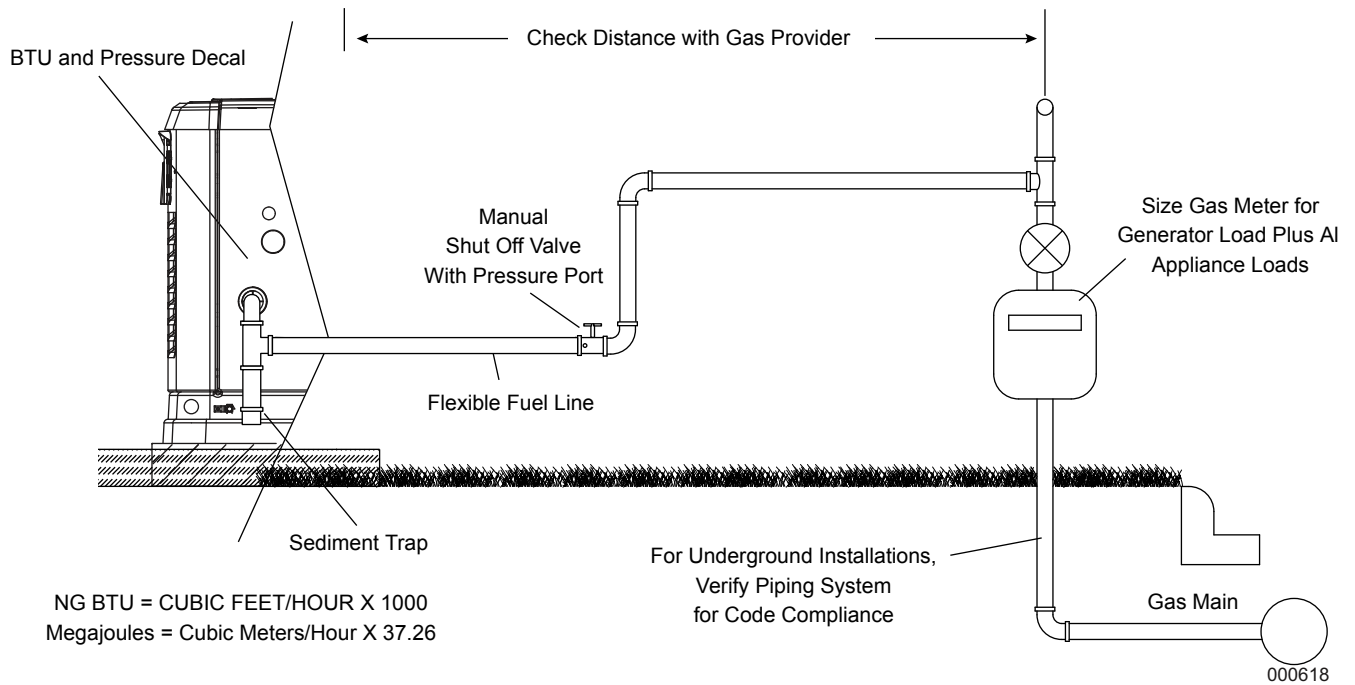 Check Distance with Gas Provider
BTU and Pressure Decal
Manual
Shut Off Valve
With Pressure Port
Size Gas Meter for
Generator Load Plus Al
Appliance Loads
Flexible Fuel Line
Sediment Trap
For Underground Installations,
Verify Piping System
for Code Compliance
NG BTU = CUBIC FEET/HOUR X 1000
Megajoules = Cubic Meters/Hour X 37.26
Gas Main
000618